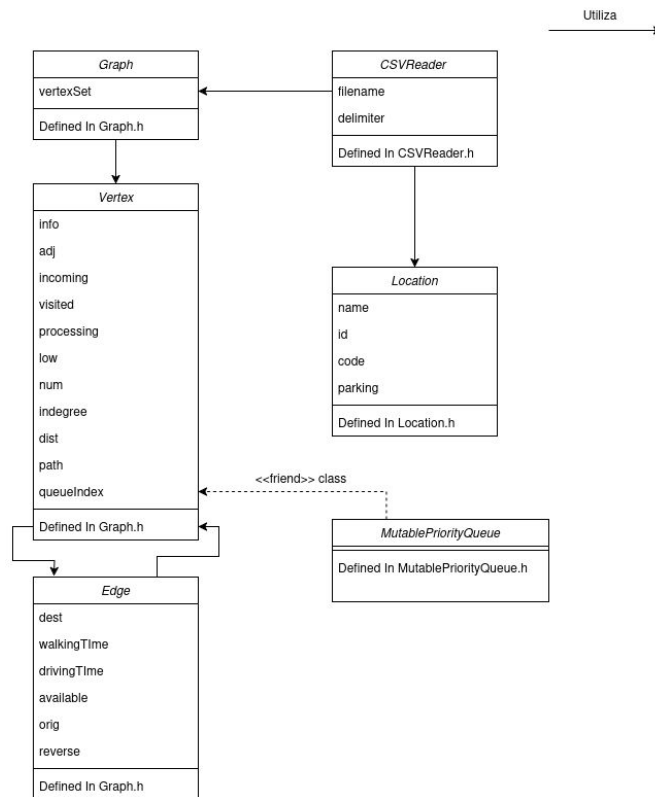 Utiliza
Graph
vertexSet
Defined In Graph.h
CSVReader
filename
delimiter
Defined In CSVReader.h
Vertex
info
adj
incoming
visited
processing
low
num
indegree
dist
path
queueIndex
Defined In Graph.h
Location
name
id
code
parking
Defined In Location.h
<<friend>> class
MutablePriorityQueue
Defined In MutablePriorityQueue.h
Edge
dest
walkingTIme
drivingTIme
available
orig
reverse
Defined In Graph.h